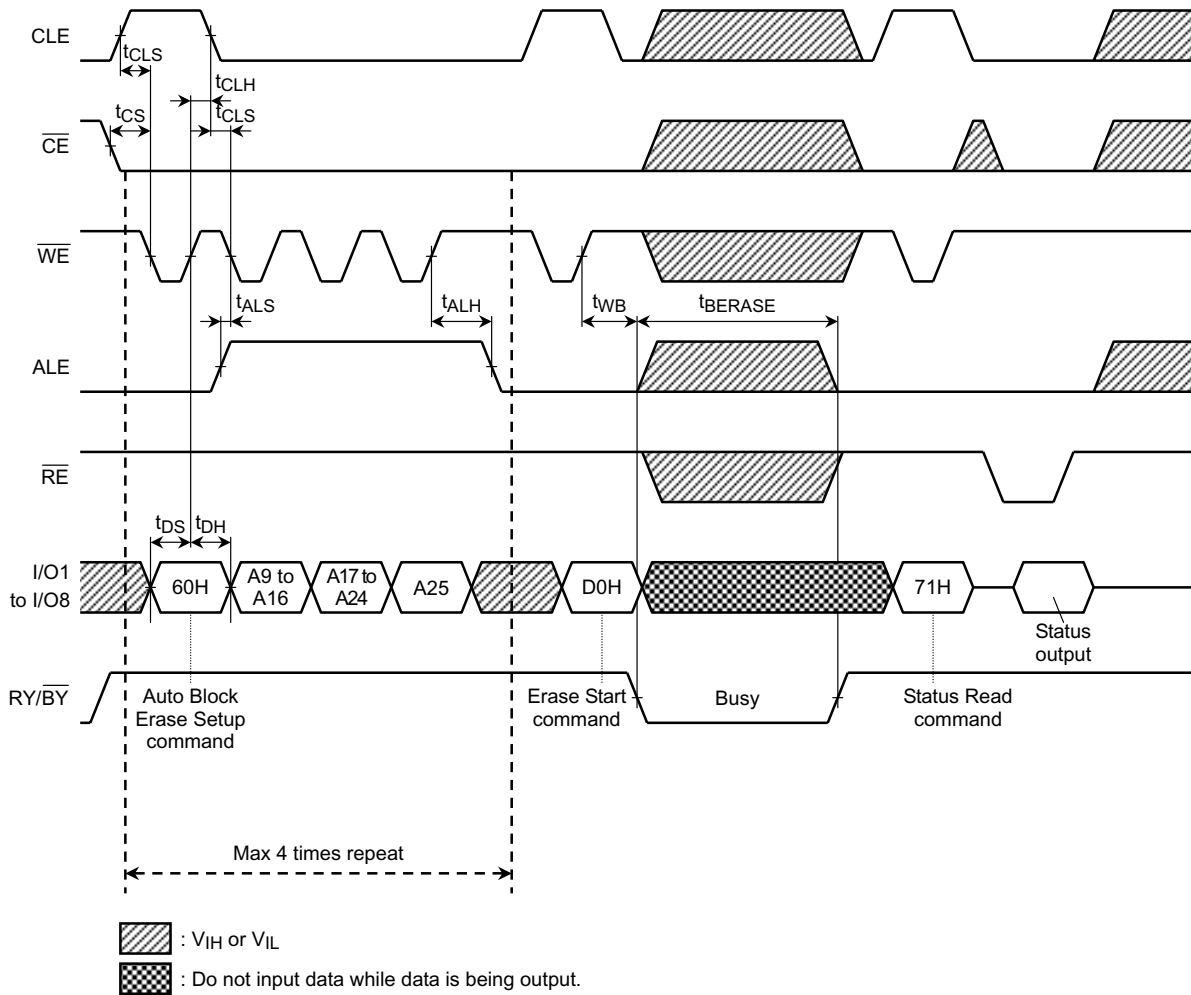 CLE
tCLS
tCLH
tCS
tCLS
CE
WE
tALS
tALH
tWB
tBERASE
ALE
RE
tDS
tDH
I/O1
to I/O8
60H
A9 to
A16
A17 to
A24
A25
D0H
71H
Status
output
RY/BY
Auto Block
Erase Setup
command
Erase Start
command
Busy
Status Read
command
Max 4 times repeat
: VIH or VIL
: Do not input data while data is being output.